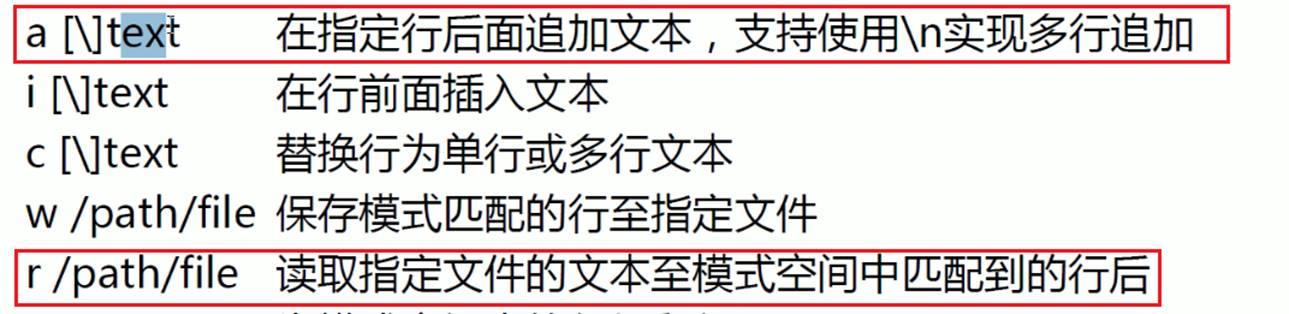 a [\]text 在指定行后面追加文本，支持使用\n实现多行追加
i [\]text 在行前面插入文本
c [\]text 替换行为单行或多行文本
w /path/file 保存模式匹配的行至指定文件
r /path/file 读取指定文件的文本至模式空间中匹配到的行后